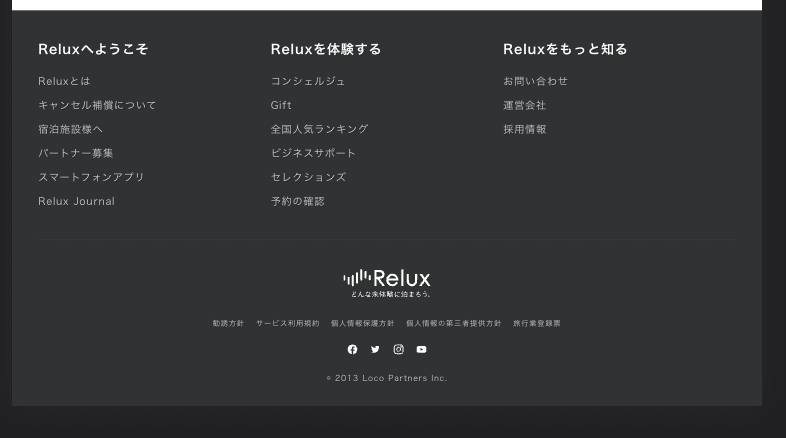 Reluxへようこそ
Reluxとは
キャンセル補償について
宿泊施設様へ
パートナー募集
スマートフォンアプリ
Relux Journal
Reluxを体験する
コンシェルジュ
Gift
全国人気ランキング
ビジネスサポート
セレクションズ
予約の確認
Reluxをもっと知る
お問い合わせ
運営会社
採用情報
Relux
どんな未体験に泊まろう。
勧誘方針 サービス利用規約 個人情報保護方針 個人情報の第三者提供方針 旅行業登録票
© 2013 Loco Partners Inc.